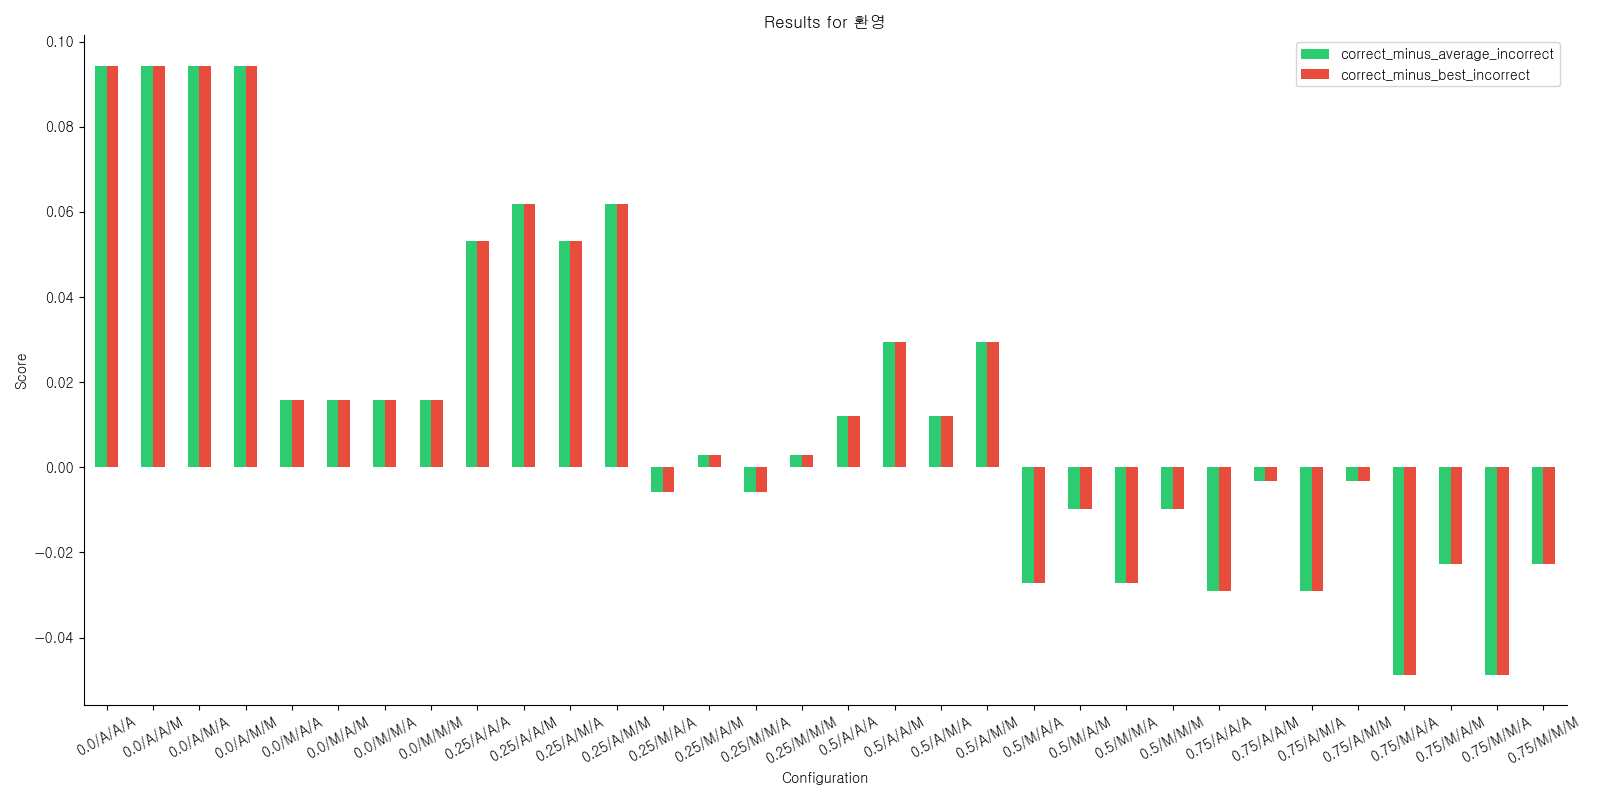 Results for 환영
correct_minus_average_incorrect
correct_minus_best_incorrect
Score
0.10
0.08
0.06
0.04
0.02
0.00
−0.02
−0.04
0.0/A/A/A
0.0/A/A/M
0.0/A/M/A
0.0/A/M/M
0.0/M/A/A
0.0/M/A/M
0.0/M/M/A
0.0/M/M/M
0.25/A/A/A
0.25/A/A/M
0.25/A/M/A
0.25/A/M/M
0.25/M/A/A
0.25/M/A/M
0.25/M/M/A
0.25/M/M/M
0.5/A/A/A
0.5/A/A/M
0.5/A/M/A
0.5/A/M/M
0.5/M/A/A
0.5/M/A/M
0.5/M/M/A
0.5/M/M/M
0.75/A/A/A
0.75/A/A/M
0.75/A/M/A
0.75/A/M/M
0.75/M/A/A
0.75/M/A/M
0.75/M/M/A
0.75/M/M/M
Configuration